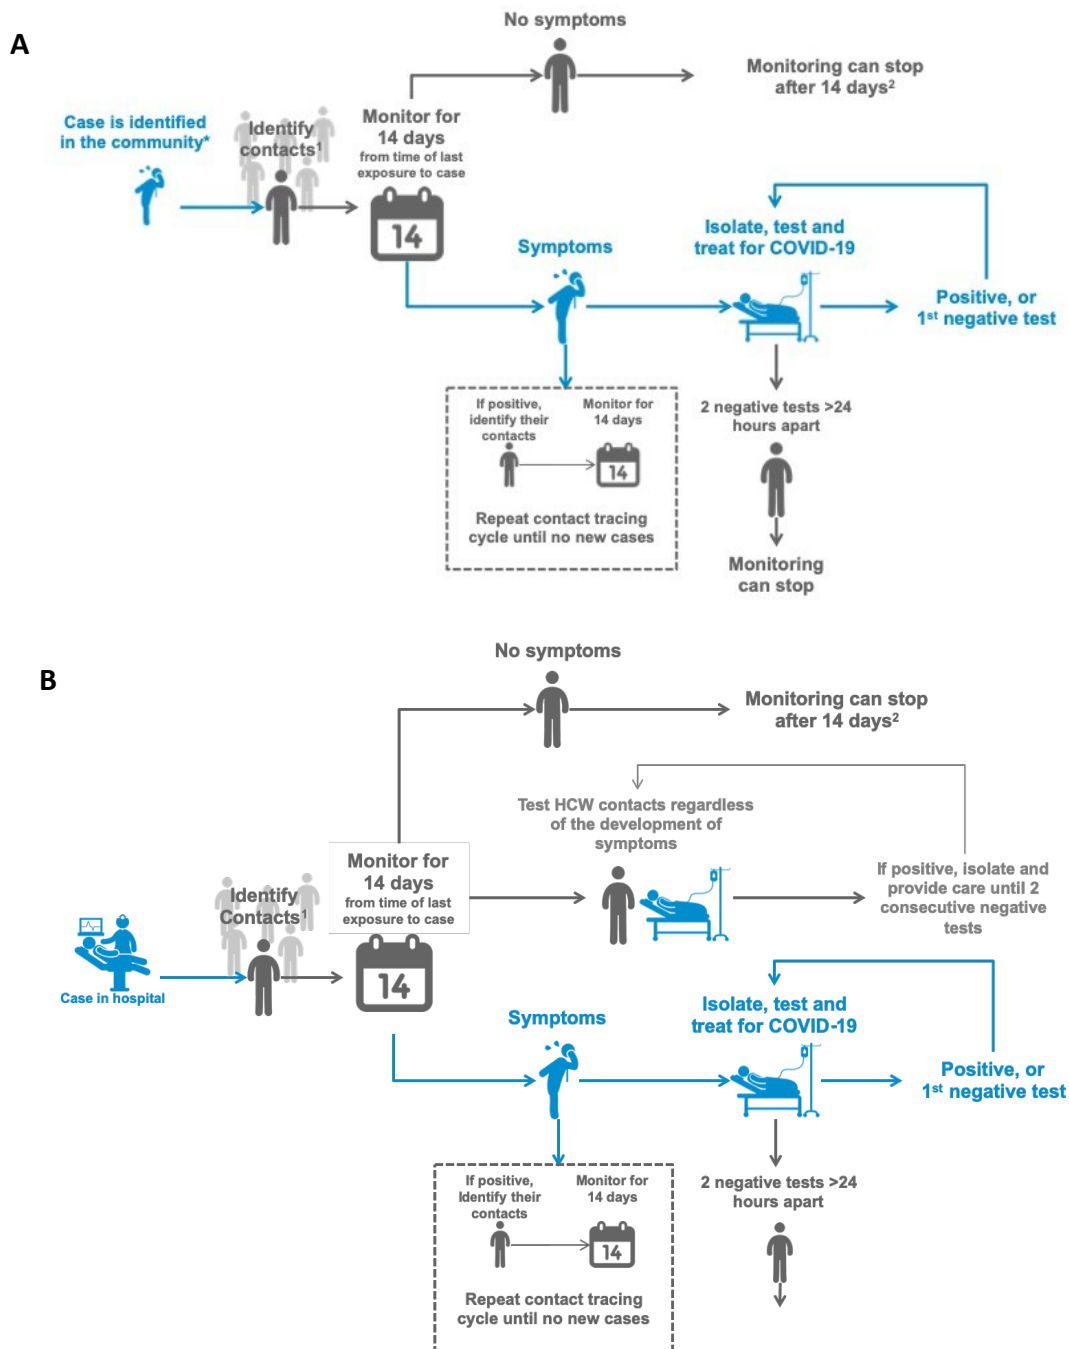 A
No symptoms
Monitoring can stop
after 14 days²
Case is identified
in the community*
Identify
contacts¹
Monitor for
14 days
from time of last
exposure to case
14
Symptoms
Isolate, test and
treat for COVID-19
Positive, or
1st negative test
If positive,
identify their
contacts
Monitor for
14 days
14
Repeat contact tracing
cycle until no new cases
2 negative tests >24
hours apart
Monitoring
can stop
B
No symptoms
Monitoring can stop
after 14 days²
Test HCW contacts regardless
of the development of
symptoms
If positive, isolate and
provide care until 2
consecutive negative
tests
Monitor for
14 days
from time of last
exposure to case
14
Identify
Contacts¹
Case in hospital
Symptoms
Isolate, test and
treat for COVID-19
Positive, or
1st negative test
If positive,
Identify their
contacts
Monitor for
14 days
14
Repeat contact tracing
cycle until no new cases
2 negative tests >24
hours apart